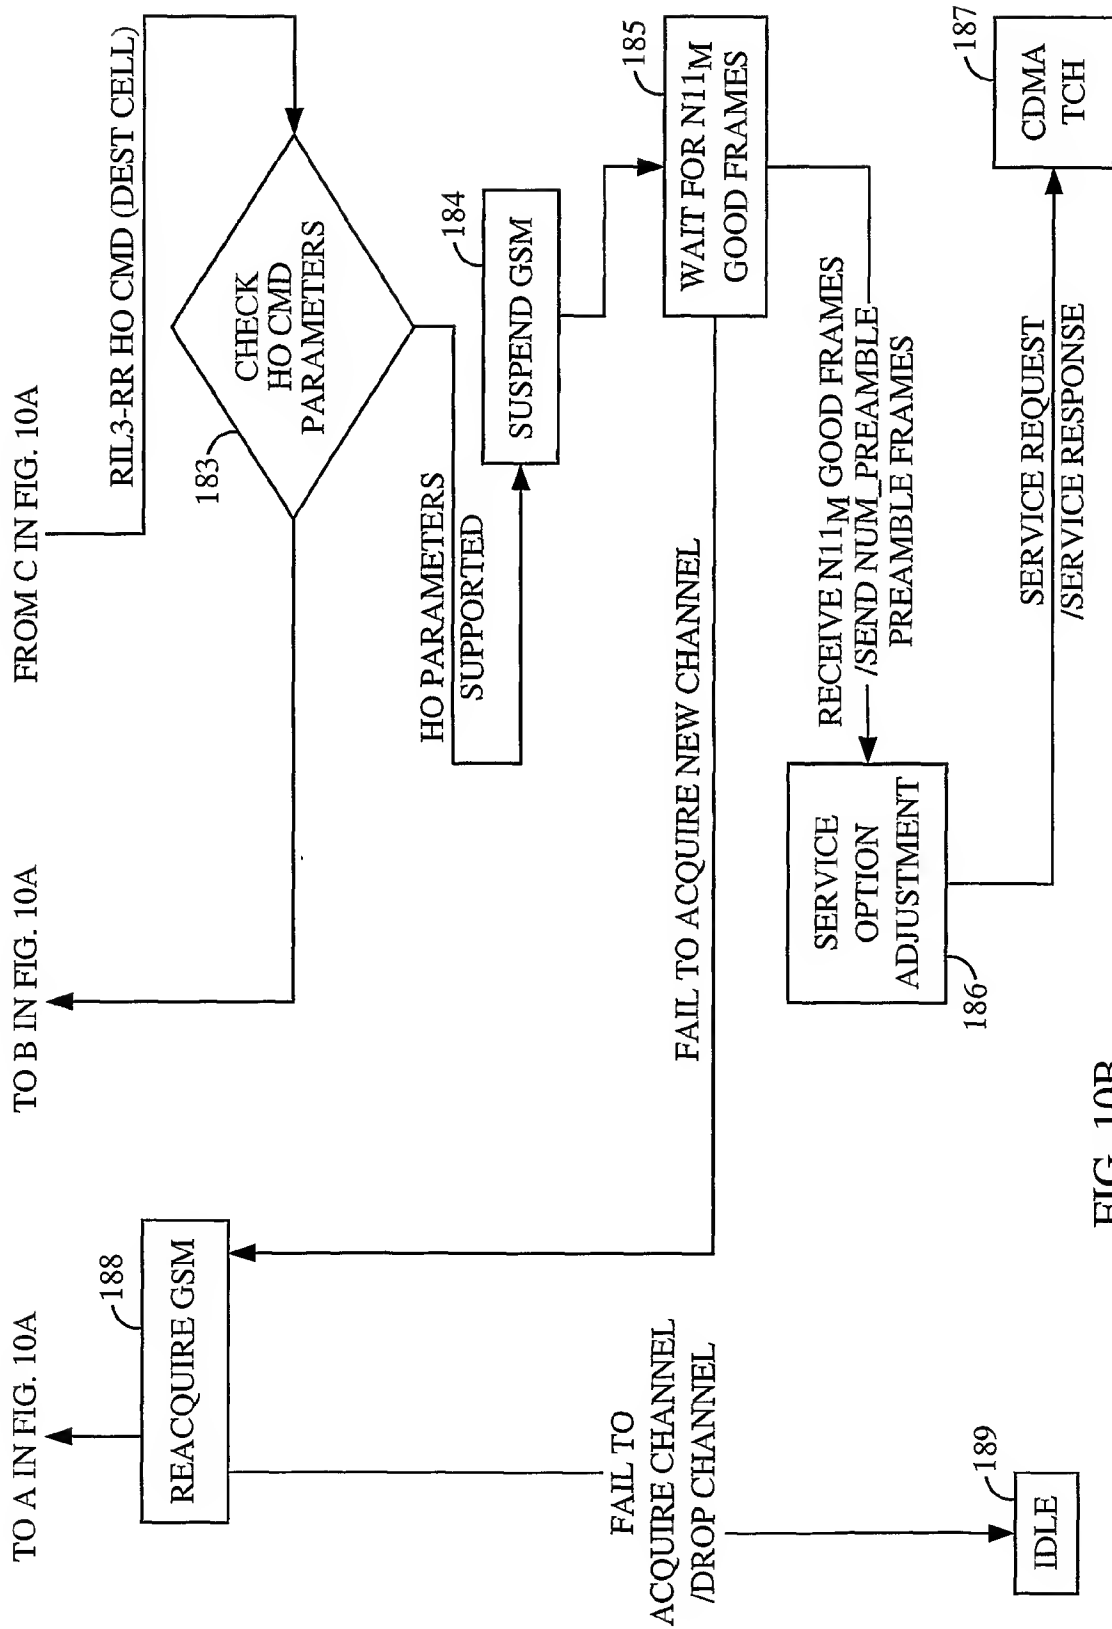 TO A IN FIG. 10A
TO B IN FIG. 10A
FROM C IN FIG. 10A
RIL3-RR HO CMD (DEST CELL)
183
CHECK
HO CMD
PARAMETERS
HO PARAMETERS
SUPPORTED
184
SUSPEND GSM
185
WAIT FOR N11M
GOOD FRAMES
188
REACQUIRE GSM
FAIL TO ACQUIRE NEW CHANNEL
RECEIVE N11M GOOD FRAMES
/SEND NUM_PREAMBLE
PREAMBLE FRAMES
FAIL TO
ACQUIRE CHANNEL
/DROP CHANNEL
SERVICE
OPTION
ADJUSTMENT
186
SERVICE REQUEST
/SERVICE RESPONSE
187
CDMA
TCH
189
IDLE
FIG. 10B